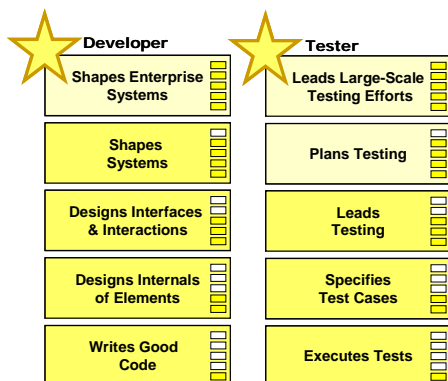 Developer
Shapes Enterprise
Systems
Shapes
Systems
Designs Interfaces
& Interactions
Designs Internals
of Elements
Writes Good
Code
Tester
Leads Large-Scale
Testing Efforts
Plans Testing
Leads
Testing
Specifies
Test Cases
Executes Tests